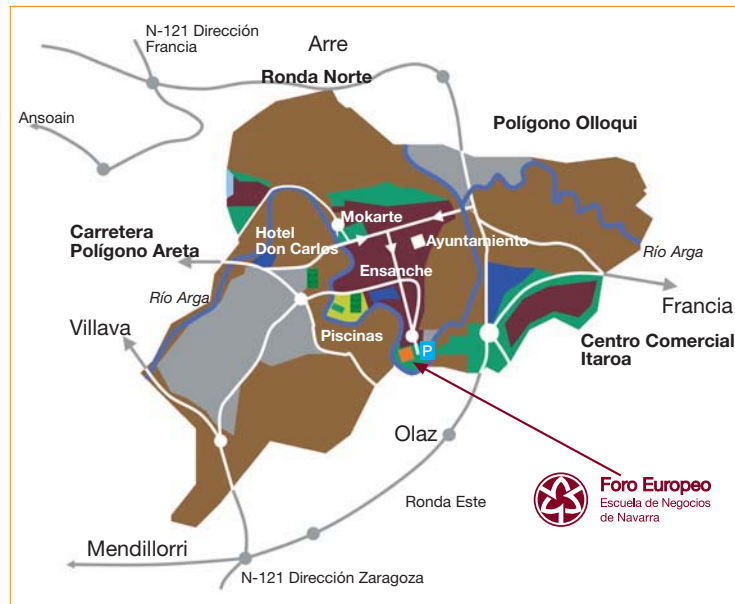 N-121 Dirección
Francia
Arre
Ronda Norte
Ansoain
Polígono Olloqui
Mokarte
Hotel
Don Carlos
Ayuntamiento
Carretera
Polígono Areta
Ensanche
Río Arga
Río Arga
Francia
Villava
Piscinas
Centro Comercial
Itaroa
P
Olaz
Foro Europeo
Escuela de Negocios
de Navarra
Ronda Este
Mendillorri
N-121 Dirección Zaragoza